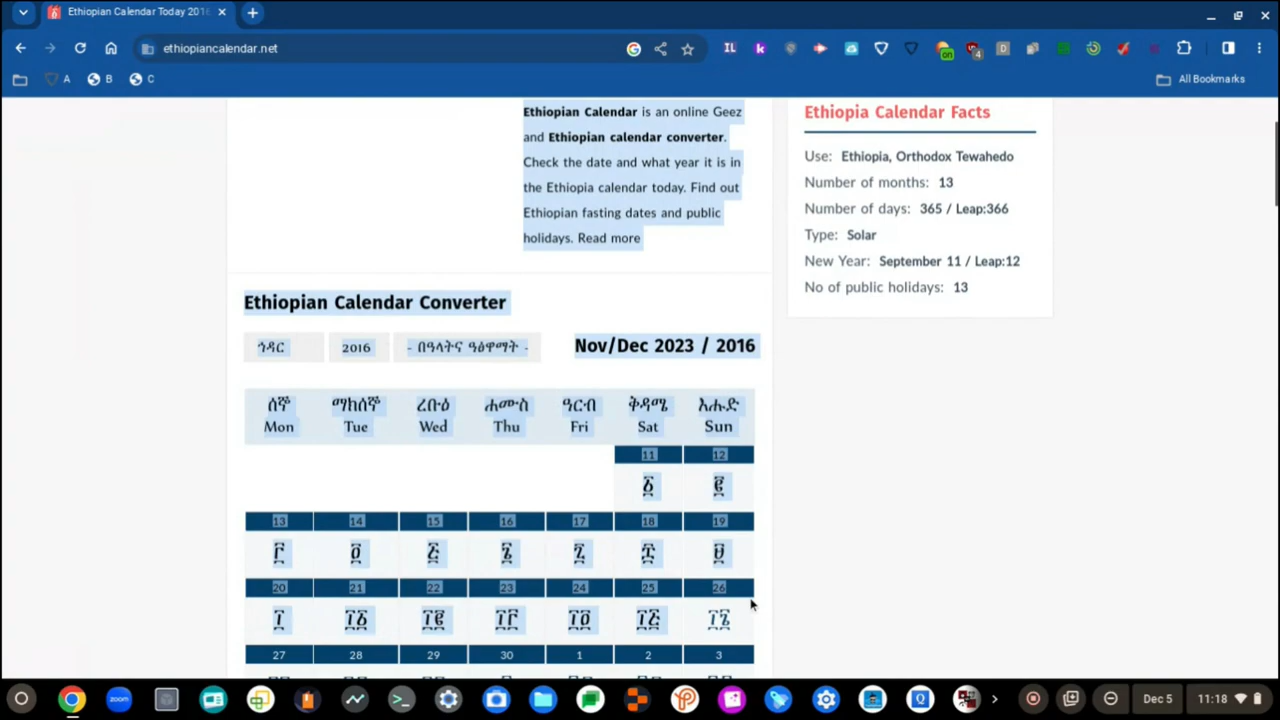 Ethiopian Calendar Today 201
ethiopiancalendar.net
A B C All Bookmarks
Ethiopian Calendar is an online Geez
and Ethiopian calendar converter.
Check the date and what year it is in
the Ethiopia calendar today. Find out
Ethiopian fasting dates and public
holidays. Read more
Ethiopia Calendar Facts
Use: Ethiopia, Orthodox Tewahedo
Number of months: 13
Number of days: 365 / Leap:366
Type: Solar
New Year: September 11 / Leap:12
No of public holidays: 13
Ethiopian Calendar Converter
ኅዳር 2016 - በዓላትና ዓፅዋማት - Nov/Dec 2023 / 2016
ሰኞ ማክሰኞ ረቡዕ ሐሙስ ዓርብ ቅዳሜ እሑድ
Mon Tue Wed Thu Fri Sat Sun
11 12
፩ ፪
13 14 15 16 17 18 19
፫ ፬ ፭ ፮ ፯ ፰ ፱
20 21 22 23 24 25 26
፲ ፲፩ ፲፪ ፲፫ ፲፬ ፲፭ ፲፮
27 28 29 30 1 2 3
Dec 5 11:18